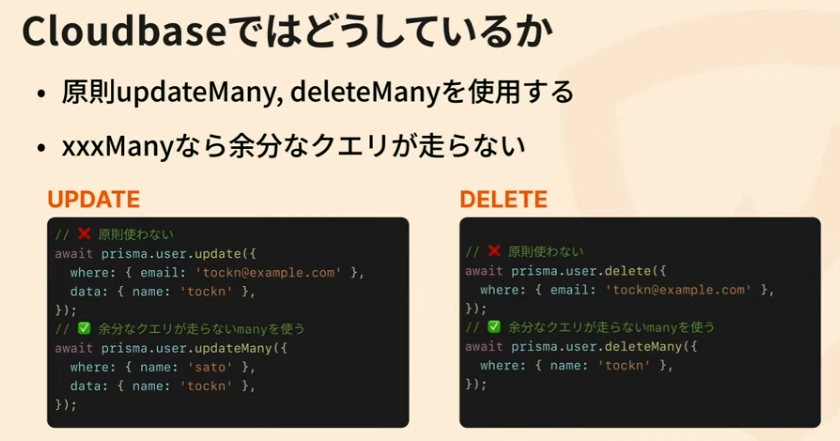 Cloudbaseではどうしているか
• 原則updateMany, deleteManyを使用する
• xxxManyなら余分なクエリが走らない
UPDATE
// ❌ 原則使わない
await prisma.user.update({
  where: { email: 'tockn@example.com' },
  data: { name: 'tockn' },
});
// ✅ 余分なクエリが走らないmanyを使う
await prisma.user.updateMany({
  where: { name: 'sato' },
  data: { name: 'tockn' },
});
DELETE
// ❌ 原則使わない
await prisma.user.delete({
  where: { email: 'tockn@example.com' },
});
// ✅ 余分なクエリが走らないmanyを使う
await prisma.user.deleteMany({
  where: { name: 'tockn' },
});